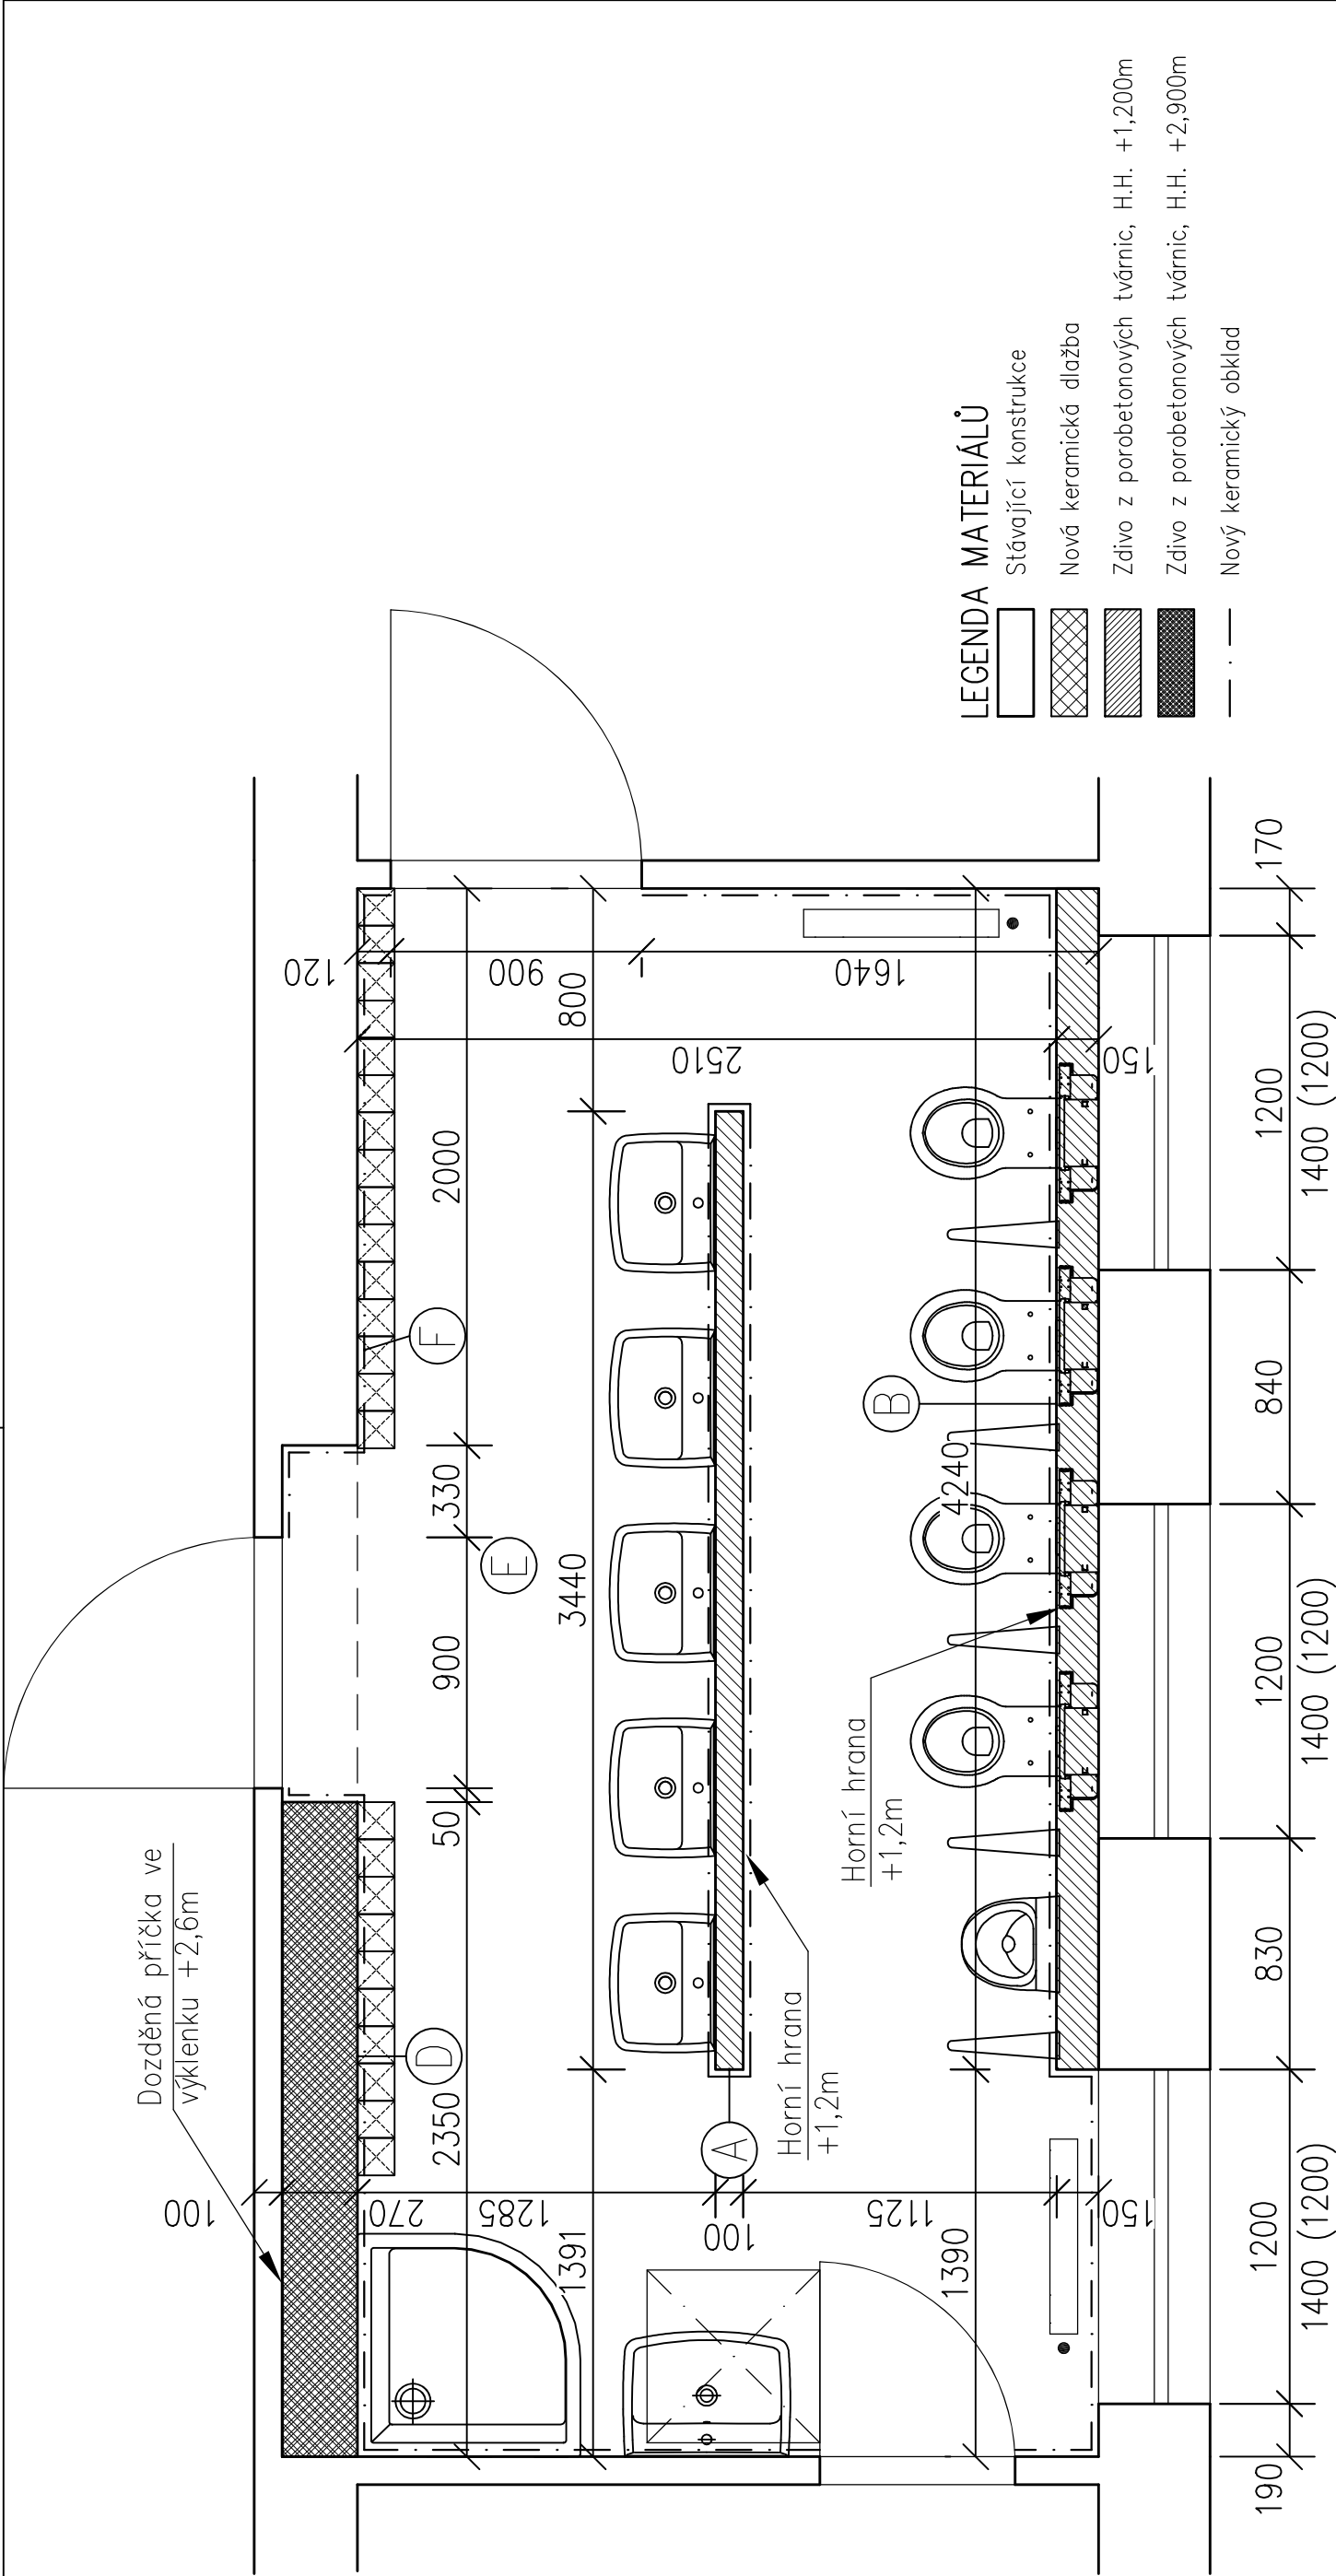 Dozděná příčka ve
výklenku +2,6m
100
270
1285
100
1125
150
2350
50
900
330
2000
1391
3440
800
1390
4240
120
900
1640
2510
150
D
E
F
A
B
Horní hrana
+1,2m
Horní hrana
+1,2m
190
1200
830
1200
840
1200
170
1400 (1200)
1400 (1200)
1400 (1200)
LEGENDA MATERIÁLŮ
Stávající konstrukce
Nová keramická dlažba
Zdivo z porobetonových tvárnic, H.H. +1,200m
Zdivo z porobetonových tvárnic, H.H. +2,900m
Nový keramický obklad